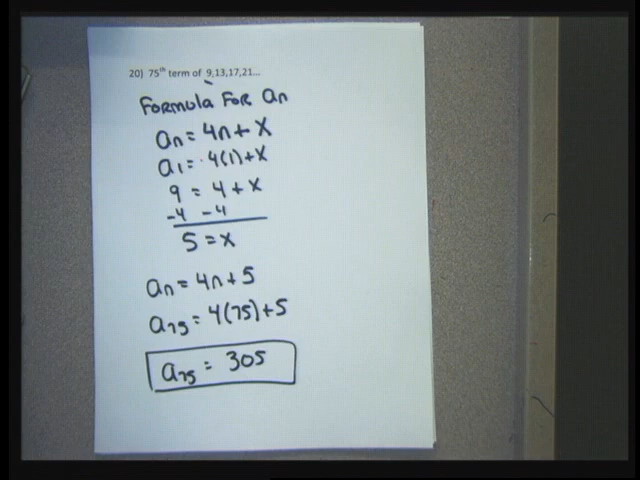 20) 75th term of 9,13,17,21...
Formula For an
an = 4n + x
a1 = 4(1) + x
9 = 4 + x
-4 -4
5 = x
an = 4n + 5
a75 = 4(75) + 5
a75 = 305